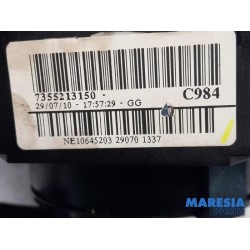 7355213150 - C984
29/07/10 - 17:57:29 - GG
NE10645203 29070 1337
MARESIA